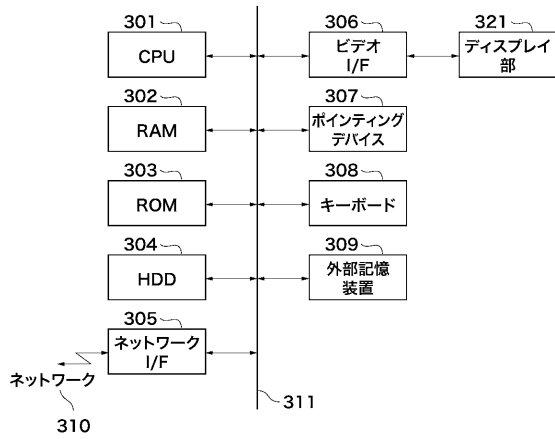 301
CPU
302
RAM
303
ROM
304
HDD
305
ネットワーク
I/F
ネットワーク
310
306
ビデオ
I/F
321
ディスプレイ
部
307
ポインティング
デバイス
308
キーボード
309
外部記憶
装置
311